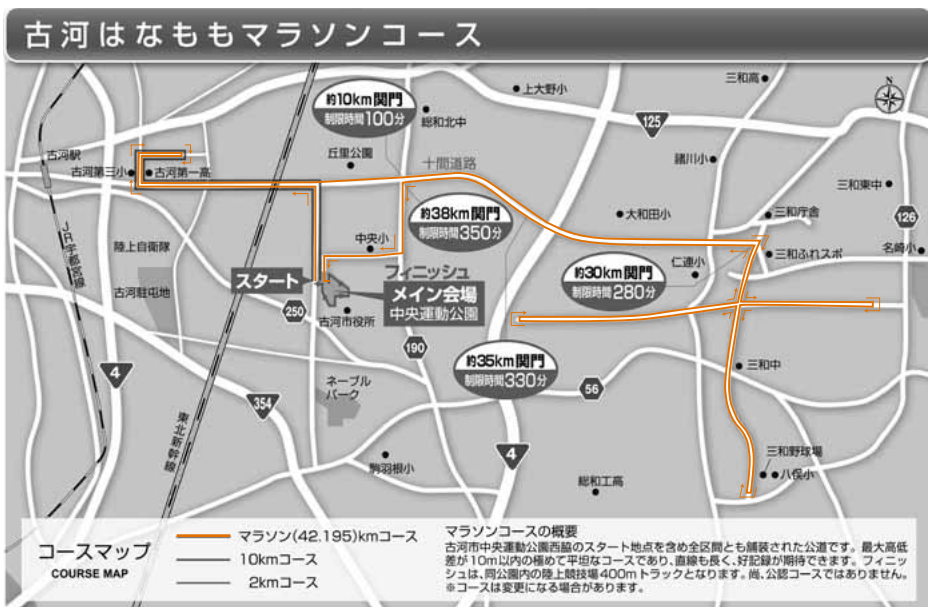 古河はなももマラソンコース
三和高
N
上大野小
約10km関門
制限時間100分
総和北中
125
諸川小
古河駅
丘里公園
十間道路
古河第三小
古河第一高
三和東中
約38km関門
制限時間350分
大和田小
三和庁舎
126
JR宇都宮線
陸上自衛隊
古河駐屯地
中央小
名崎小
三和ふれスポ
仁連小
約30km関門
制限時間280分
スタート
フィニッシュ
メイン会場
中央運動公園
250
古河市役所
190
約35km関門
制限時間330分
三和中
4
56
ネーブル
パーク
354
東北新幹線
4
駒羽根小
総和工高
三和野球場
八俣小
コースマップ
COURSE MAP
マラソン(42.195)kmコース
10kmコース
2kmコース
マラソンコースの概要
古河市中央運動公園西脇のスタート地点を含め全区間とも舗装された公道です。最大高低
差が10m以内の極めて平坦なコースであり、直線も長く、好記録が期待できます。フィニッ
シュは、同公園内の陸上競技場400mトラックとなります。尚、公認コースではありません。
※コースは変更になる場合があります。